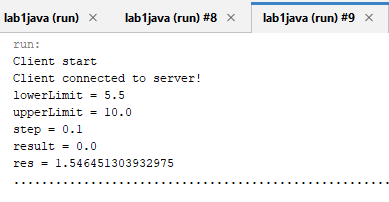 lab1java (run) × lab1java (run) #8 × lab1java (run) #9 ×
run:
Client start
Client connected to server!
lowerLimit = 5.5
upperLimit = 10.0
step = 0.1
result = 0.0
res = 1.546451303932975
......................................................